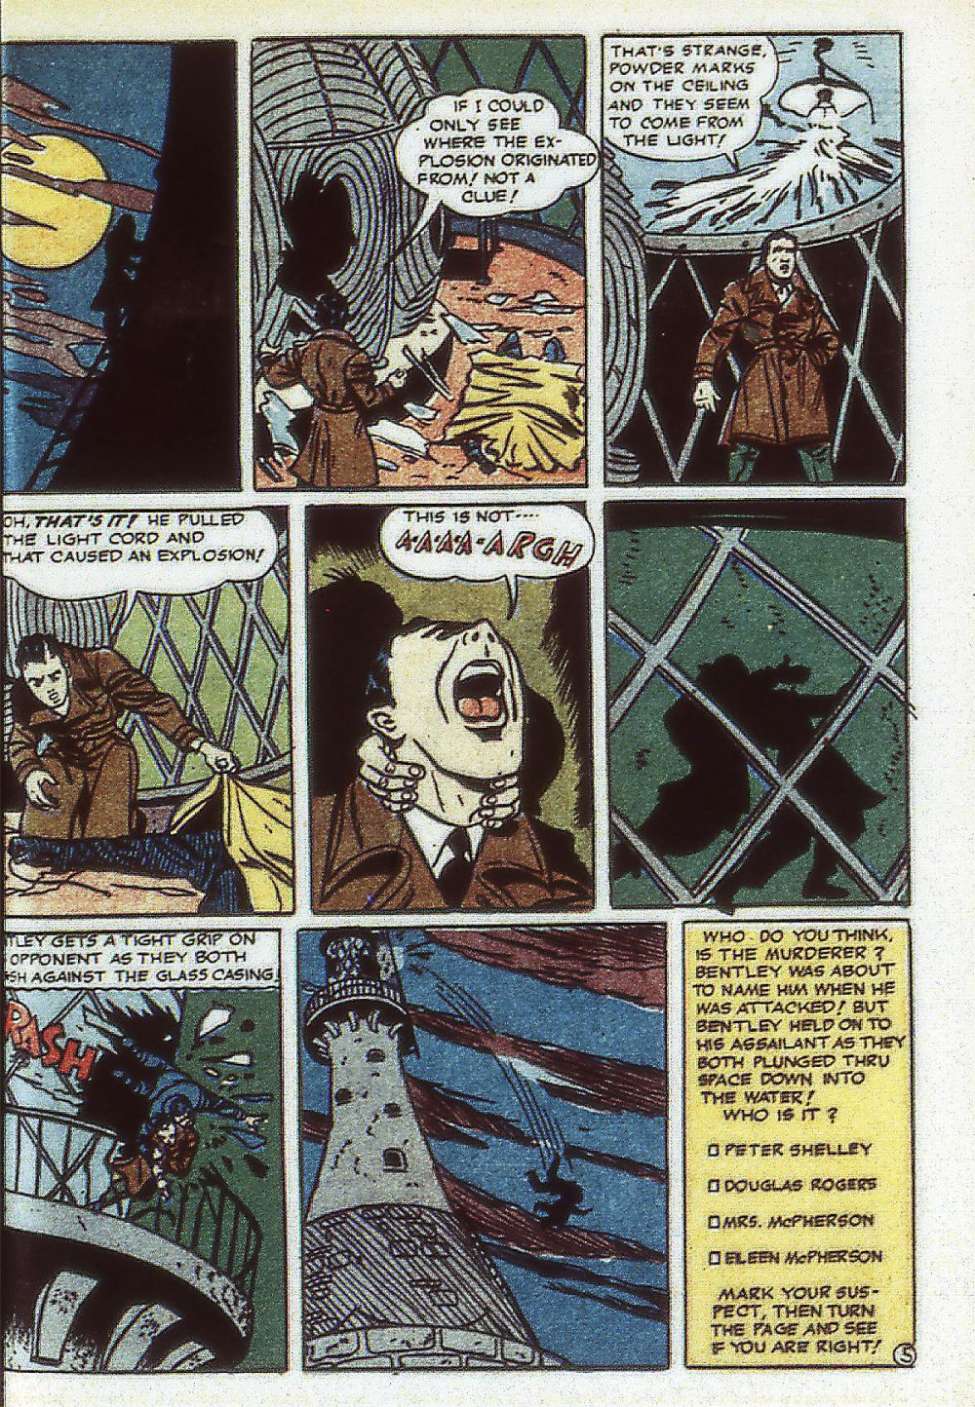 IF I COULD
ONLY SEE
WHERE THE EX-
PLOSION ORIGINATED
FROM! NOT A
CLUE!
THAT'S STRANGE,
POWDER MARKS
ON THE CEILING
AND THEY SEEM
TO COME FROM
THE LIGHT!
OH, THAT'S IT! HE PULLED
THE LIGHT CORD AND
THAT CAUSED AN EXPLOSION!
THIS IS NOT----
A-A-A-A-ARGH
TLEY GETS A TIGHT GRIP ON
OPPONENT AS THEY BOTH
SH AGAINST THE GLASS CASING.
RASH
WHO DO YOU THINK,
IS THE MURDERER?
BENTLEY WAS ABOUT
TO NAME HIM WHEN HE
WAS ATTACKED! BUT
BENTLEY HELD ON TO
HIS ASSAILANT AS THEY
BOTH PLUNGED THRU
SPACE DOWN INTO
THE WATER!
WHO IS IT?
PETER SHELLEY
DOUGLAS ROGERS
MRS. McPHERSON
EILEEN McPHERSON
MARK YOUR SUS-
PECT, THEN TURN
THE PAGE AND SEE
IF YOU ARE RIGHT!
5